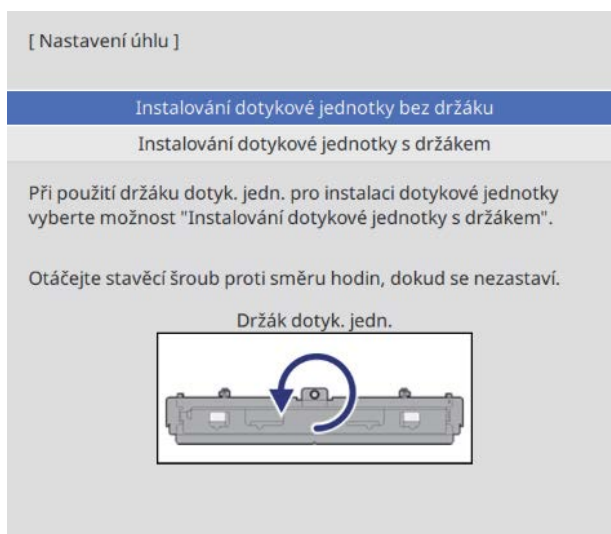 [ Nastavení úhlu ]
Instalování dotykové jednotky bez držáku
Instalování dotykové jednotky s držákem
Při použití držáku dotyk. jedn. pro instalaci dotykové jednotky
vyberte možnost "Instalování dotykové jednotky s držákem".
Otáčejte stavěcí šroub proti směru hodin, dokud se nezastaví.
Držák dotyk. jedn.